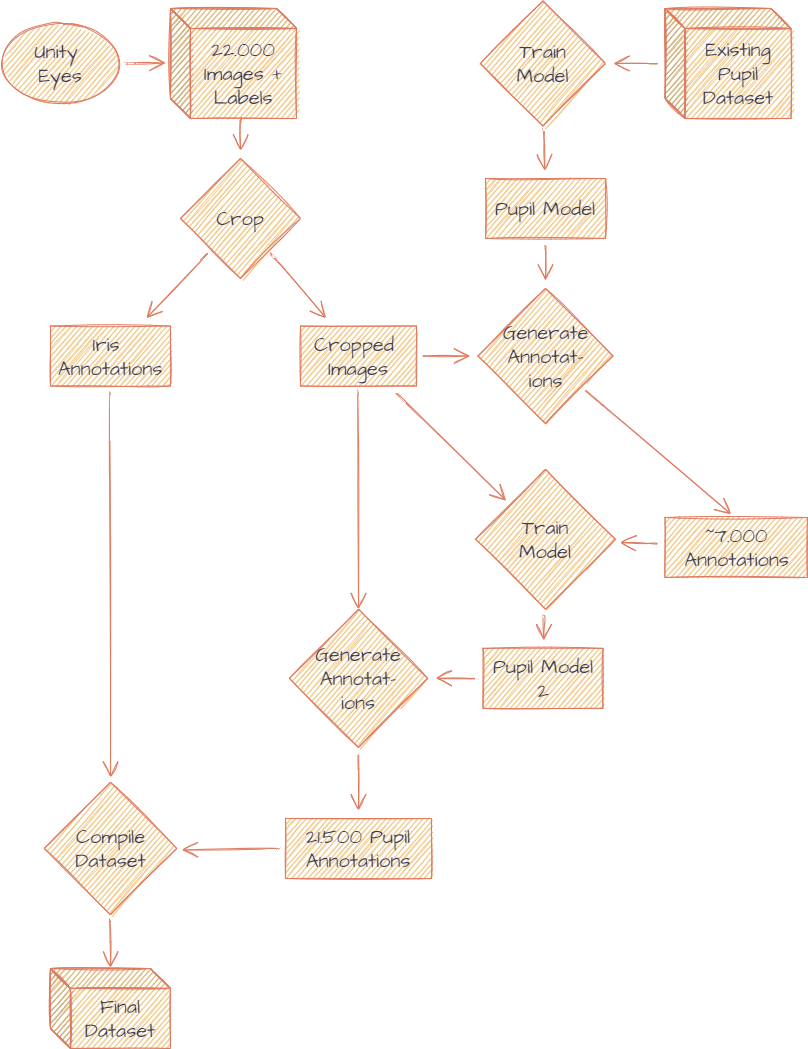 Unity
Eyes
22.000
Images +
Labels
Train
Model
Existing
Pupil
Dataset
Crop
Pupil Model
Iris
Annotations
Cropped
Images
Generate
Annotat-
ions
Train
Model
~7.000
Annotations
Generate
Annotat-
ions
Pupil Model
2
21.500 Pupil
Annotations
Compile
Dataset
Final
Dataset